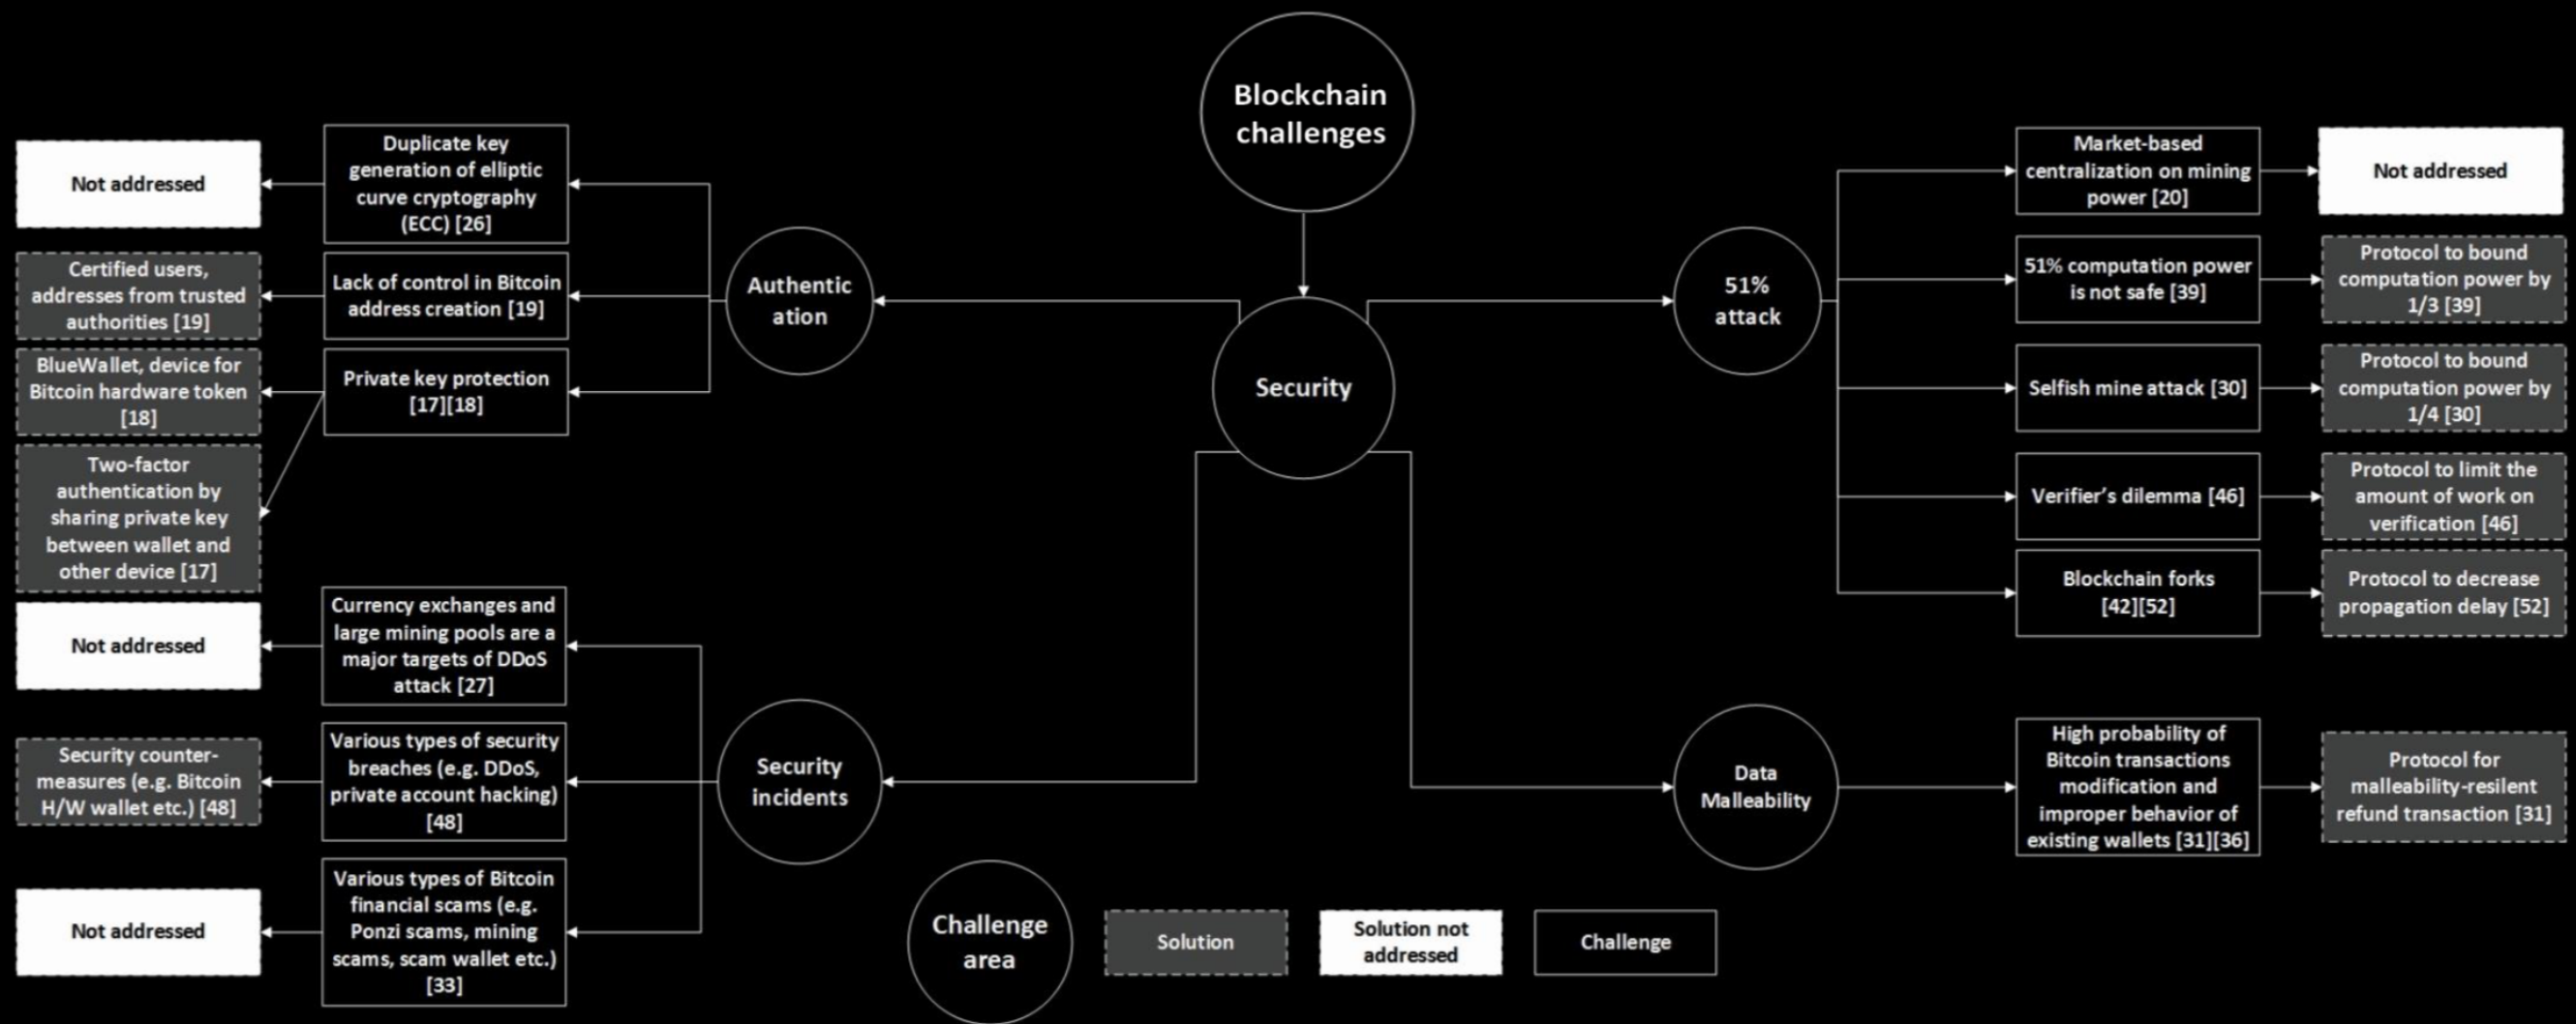 Blockchain
challenges
Security
Authentic
ation
Duplicate key
generation of elliptic
curve cryptography
(ECC) [26]
Not addressed
Lack of control in Bitcoin
address creation [19]
Certified users,
addresses from trusted
authorities [19]
Private key protection
[17][18]
BlueWallet, device for
Bitcoin hardware token
[18]
Two-factor
authentication by
sharing private key
between wallet and
other device [17]
Security
incidents
Currency exchanges and
large mining pools are a
major targets of DDoS
attack [27]
Not addressed
Various types of security
breaches (e.g. DDoS,
private account hacking)
[48]
Security counter-
measures (e.g. Bitcoin
H/W wallet etc.) [48]
Various types of Bitcoin
financial scams (e.g.
Ponzi scams, mining
scams, scam wallet etc.)
[33]
Not addressed
51%
attack
Market-based
centralization on mining
power [20]
Not addressed
51% computation power
is not safe [39]
Protocol to bound
computation power by
1/3 [39]
Selfish mine attack [30]
Protocol to bound
computation power by
1/4 [30]
Verifier’s dilemma [46]
Protocol to limit the
amount of work on
verification [46]
Blockchain forks
[42][52]
Protocol to decrease
propagation delay [52]
Data
Malleability
High probability of
Bitcoin transactions
modification and
improper behavior of
existing wallets [31][36]
Protocol for
malleability-resilent
refund transaction [31]
Challenge
area
Solution
Solution not
addressed
Challenge